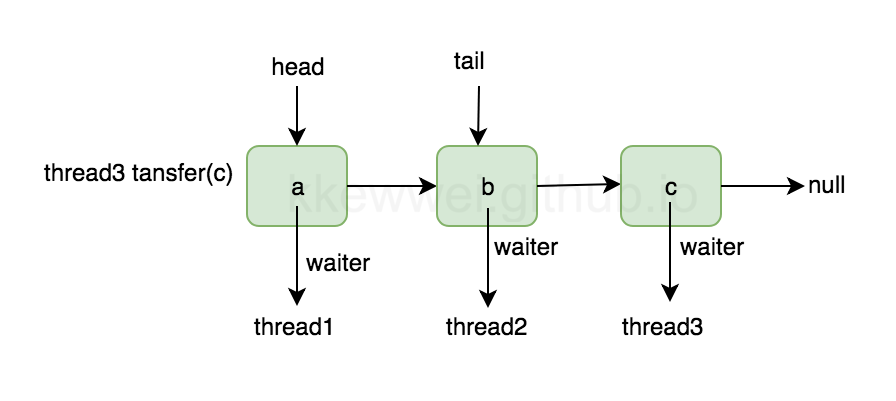 head
tail
thread3 tansfer(c)
a
b
c
null
kkewwei.github.io
waiter
waiter
waiter
thread1
thread2
thread3